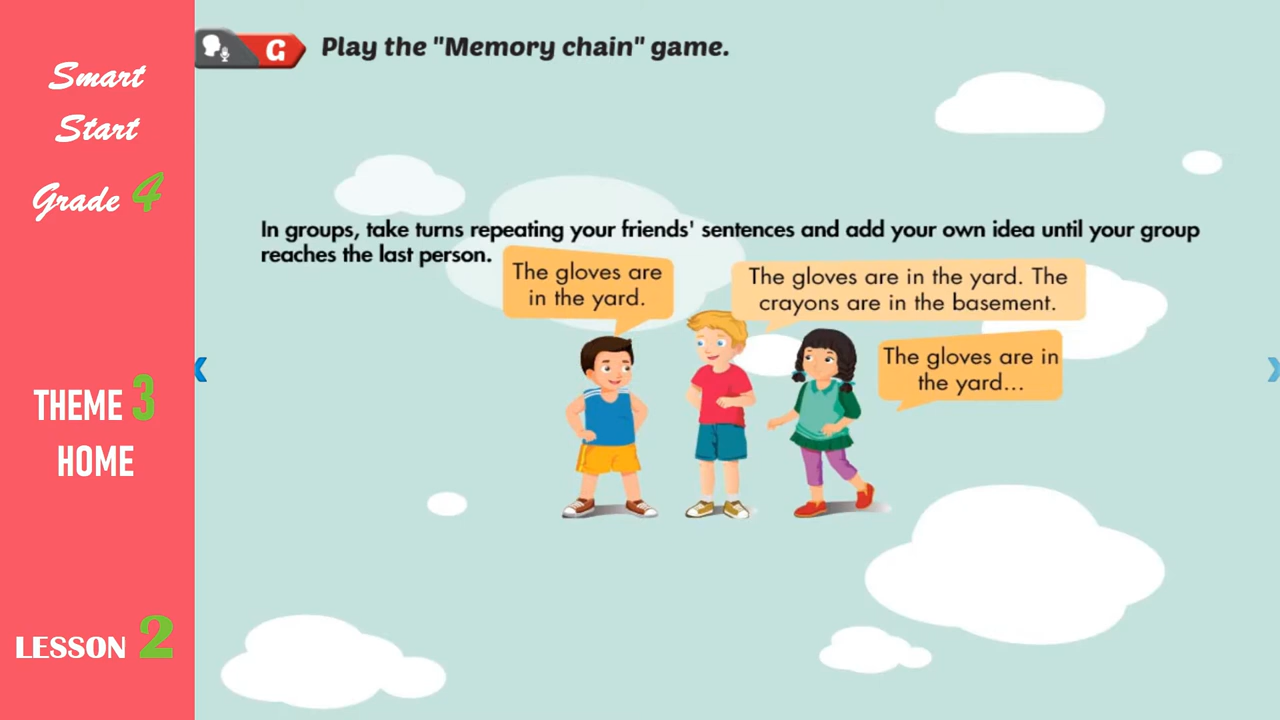 Smart
Start
Grade 4
THEME 3
HOME
LESSON 2
G Play the "Memory chain" game.
In groups, take turns repeating your friends' sentences and add your own idea until your group
reaches the last person.
The gloves are
in the yard.
The gloves are in the yard. The
crayons are in the basement.
The gloves are in
the yard...